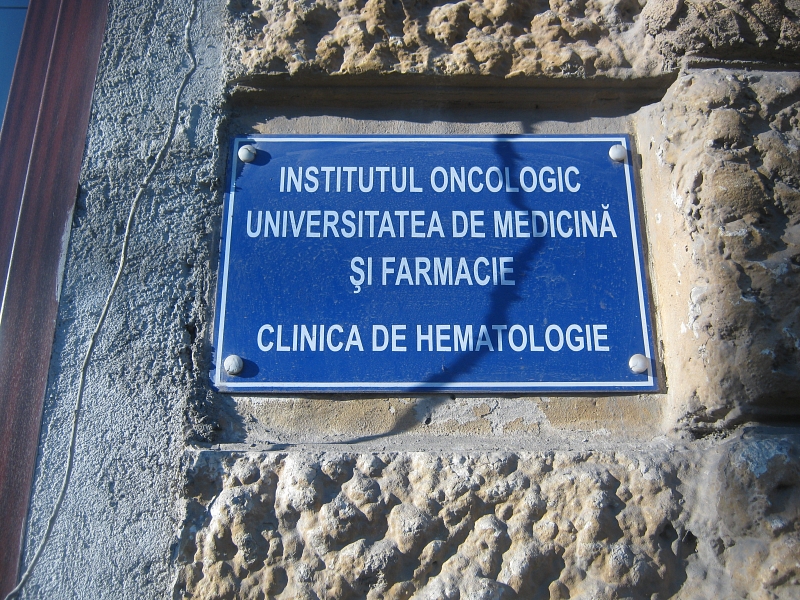 INSTITUTUL ONCOLOGIC
UNIVERSITATEA DE MEDICINĂ
ŞI FARMACIE
CLINICA DE HEMATOLOGIE